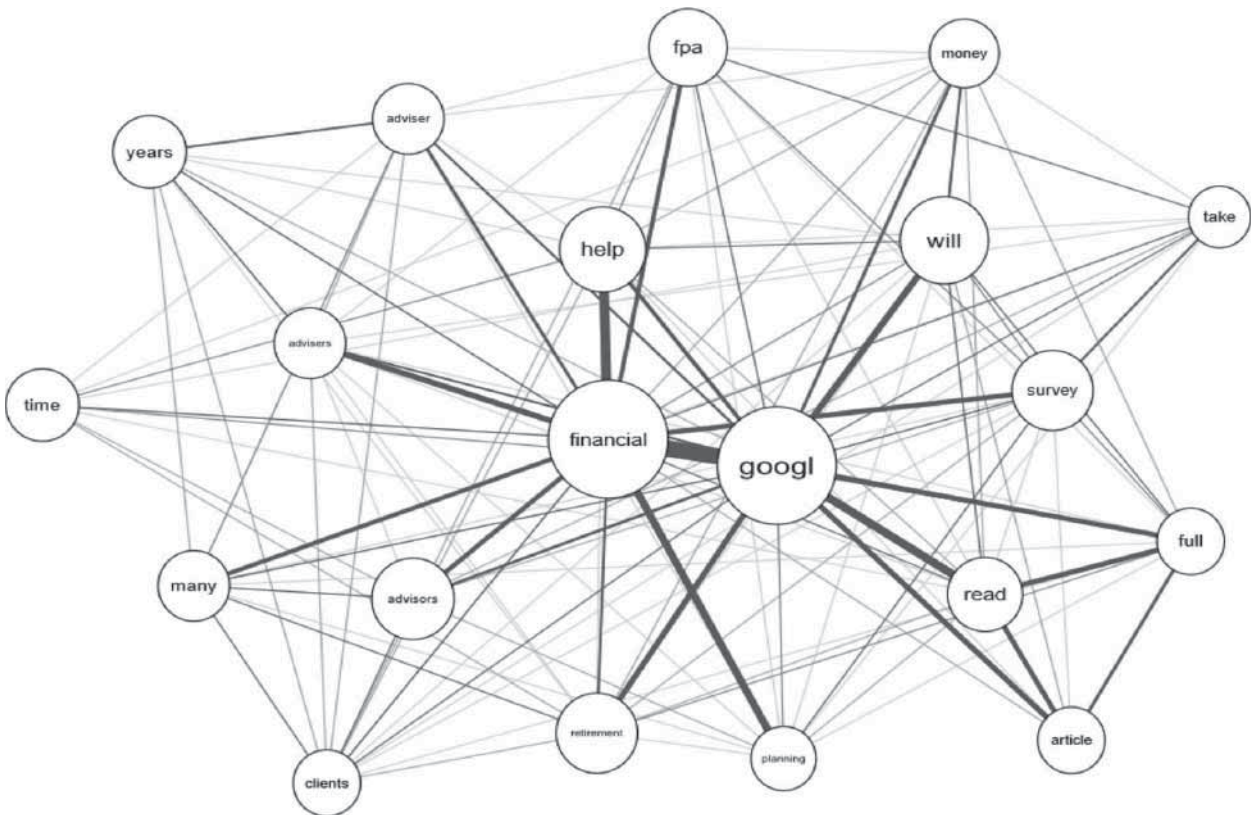 fpa
money
adviser
years
take
help
will
advisers
survey
time
financial
googl
full
many
advisors
read
retirement
article
planning
clients